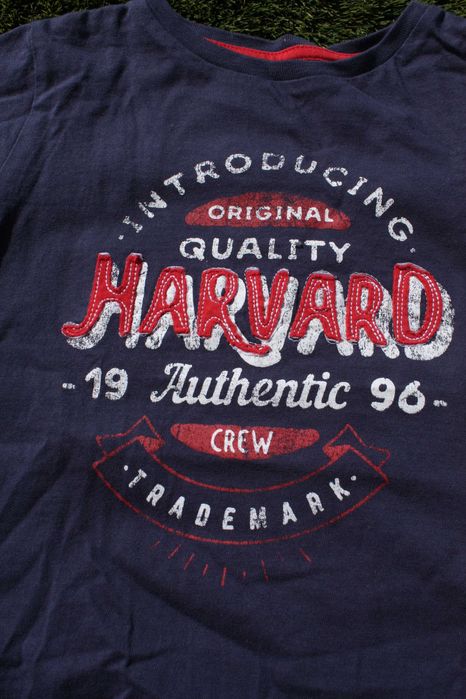 ·INTRODUCING·
ORIGINAL
QUALITY
HARVARD
-19 Authentic 96-
CREW
·TRADEMARK·